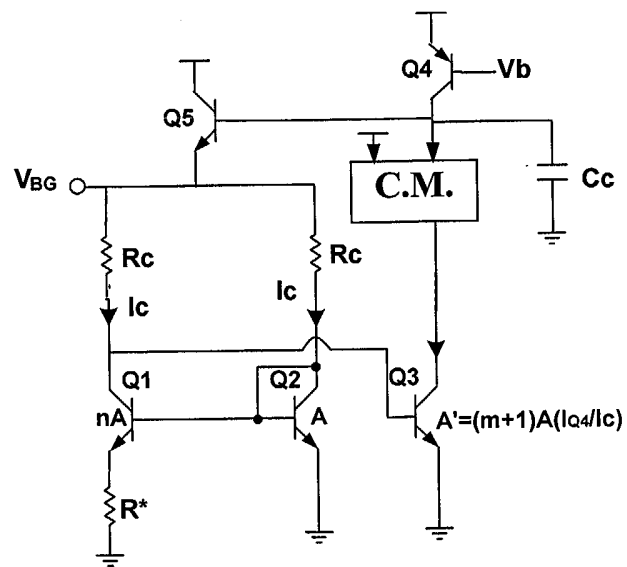 Q4
Vb
Q5
VBG
C.M.
Cc
Rc
Rc
Ic
Ic
Q1
Q2
Q3
nA
A
A'=(m+1)A(IQ4/Ic)
R*